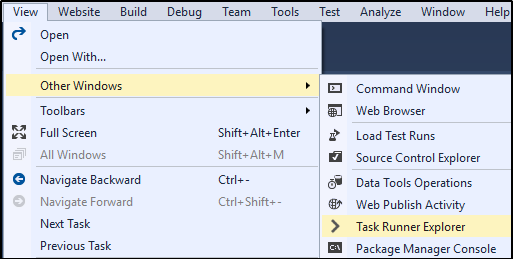 View Website Build Debug Team Tools Test Analyze Window Help
Open
Open With...
Other Windows
Toolbars
Full Screen Shift+Alt+Enter
All Windows Shift+Alt+M
Navigate Backward Ctrl+-
Navigate Forward Ctrl+Shift+-
Next Task
Previous Task
Command Window
Web Browser
Load Test Runs
Source Control Explorer
Data Tools Operations
Web Publish Activity
Task Runner Explorer
C:\ Package Manager Console